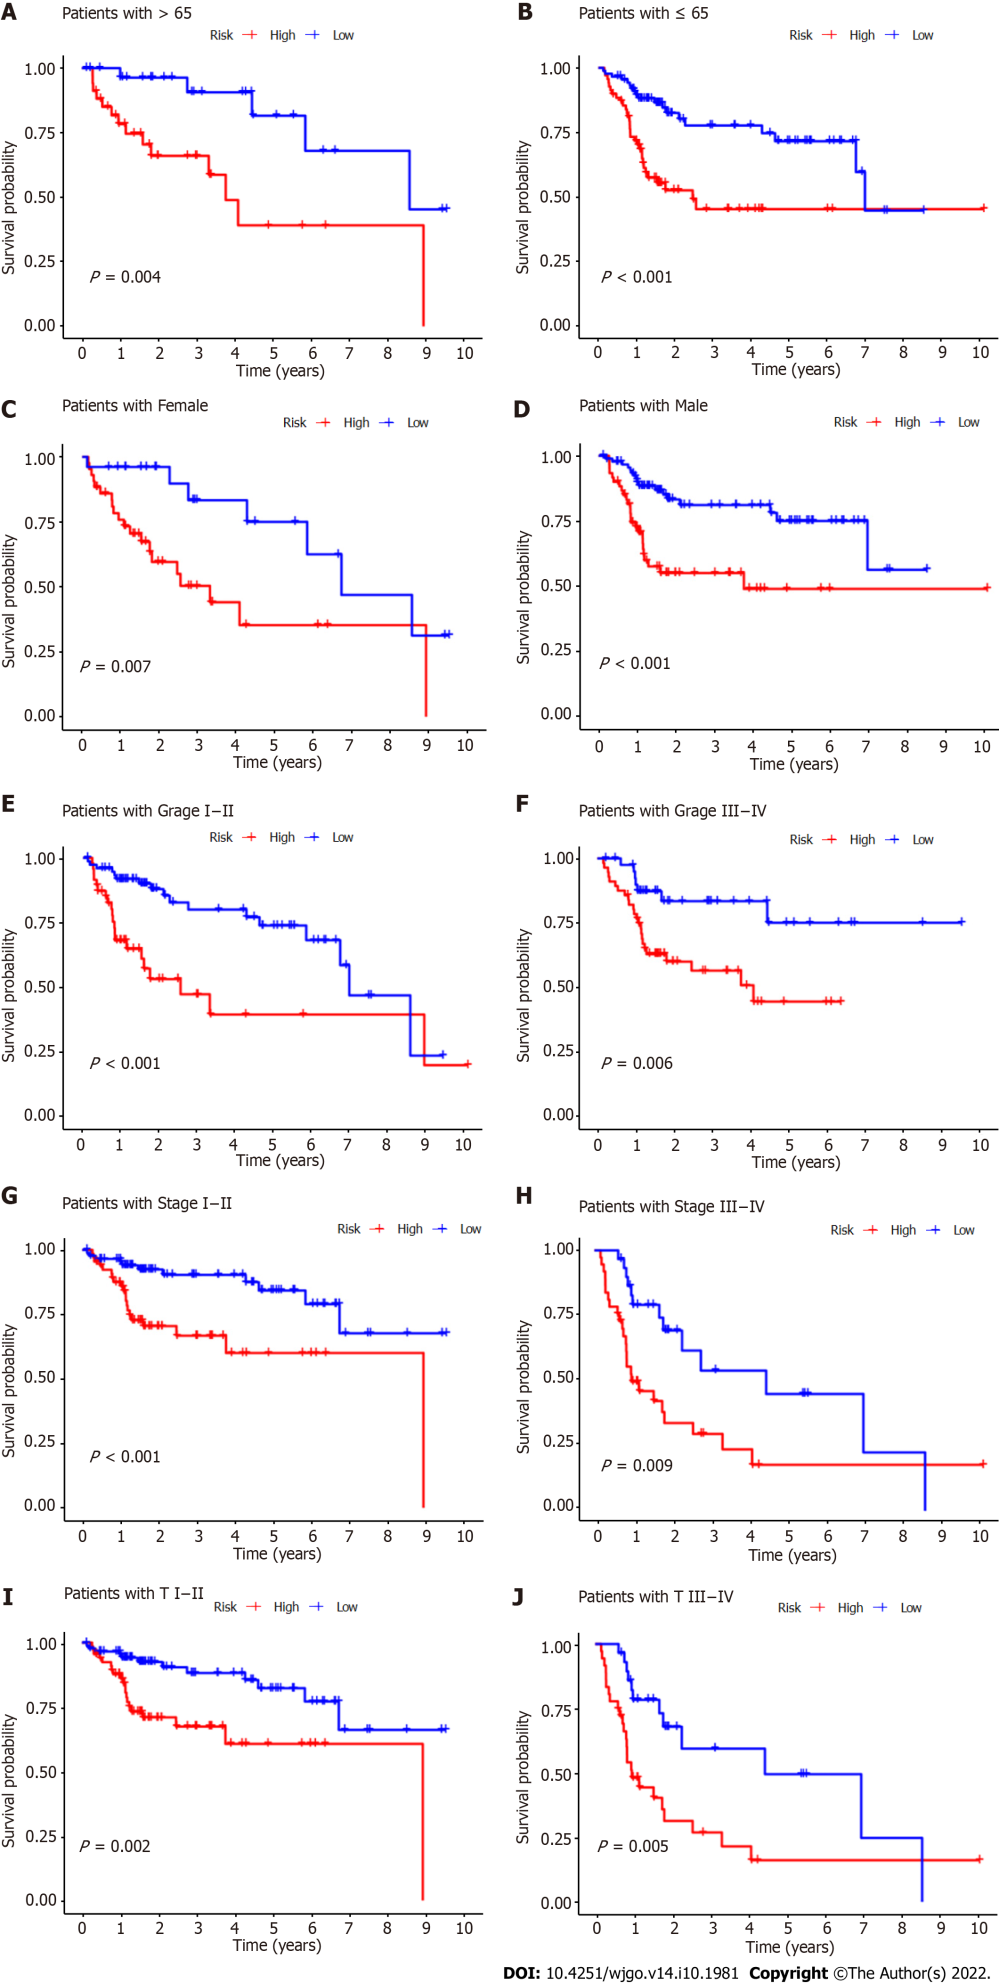 A Patients with > 65
Risk High Low
1.00
0.75
0.50
0.25
0.00
Survival probability
P = 0.004
0 1 2 3 4 5 6 7 8 9 10
Time (years)
B Patients with ≤ 65
Risk High Low
1.00
0.75
0.50
0.25
0.00
Survival probability
P < 0.001
0 1 2 3 4 5 6 7 8 9 10
Time (years)
C Patients with Female
Risk High Low
1.00
0.75
0.50
0.25
0.00
Survival probability
P = 0.007
0 1 2 3 4 5 6 7 8 9 10
Time (years)
D Patients with Male
Risk High Low
1.00
0.75
0.50
0.25
0.00
Survival probability
P < 0.001
0 1 2 3 4 5 6 7 8 9 10
Time (years)
E Patients with Grage I−II
Risk High Low
1.00
0.75
0.50
0.25
0.00
Survival probability
P < 0.001
0 1 2 3 4 5 6 7 8 9 10
Time (years)
F Patients with Grage III−IV
Risk High Low
1.00
0.75
0.50
0.25
0.00
Survival probability
P = 0.006
0 1 2 3 4 5 6 7 8 9 10
Time (years)
G Patients with Stage I−II
Risk High Low
1.00
0.75
0.50
0.25
0.00
Survival probability
P < 0.001
0 1 2 3 4 5 6 7 8 9 10
Time (years)
H Patients with Stage III−IV
Risk High Low
1.00
0.75
0.50
0.25
0.00
Survival probability
P = 0.009
0 1 2 3 4 5 6 7 8 9 10
Time (years)
I Patients with T I−II
Risk High Low
1.00
0.75
0.50
0.25
0.00
Survival probability
P = 0.002
0 1 2 3 4 5 6 7 8 9 10
Time (years)
J Patients with T III−IV
Risk High Low
1.00
0.75
0.50
0.25
0.00
Survival probability
P = 0.005
0 1 2 3 4 5 6 7 8 9 10
Time (years)
DOI: 10.4251/wjgo.v14.i10.1981 Copyright ©The Author(s) 2022.